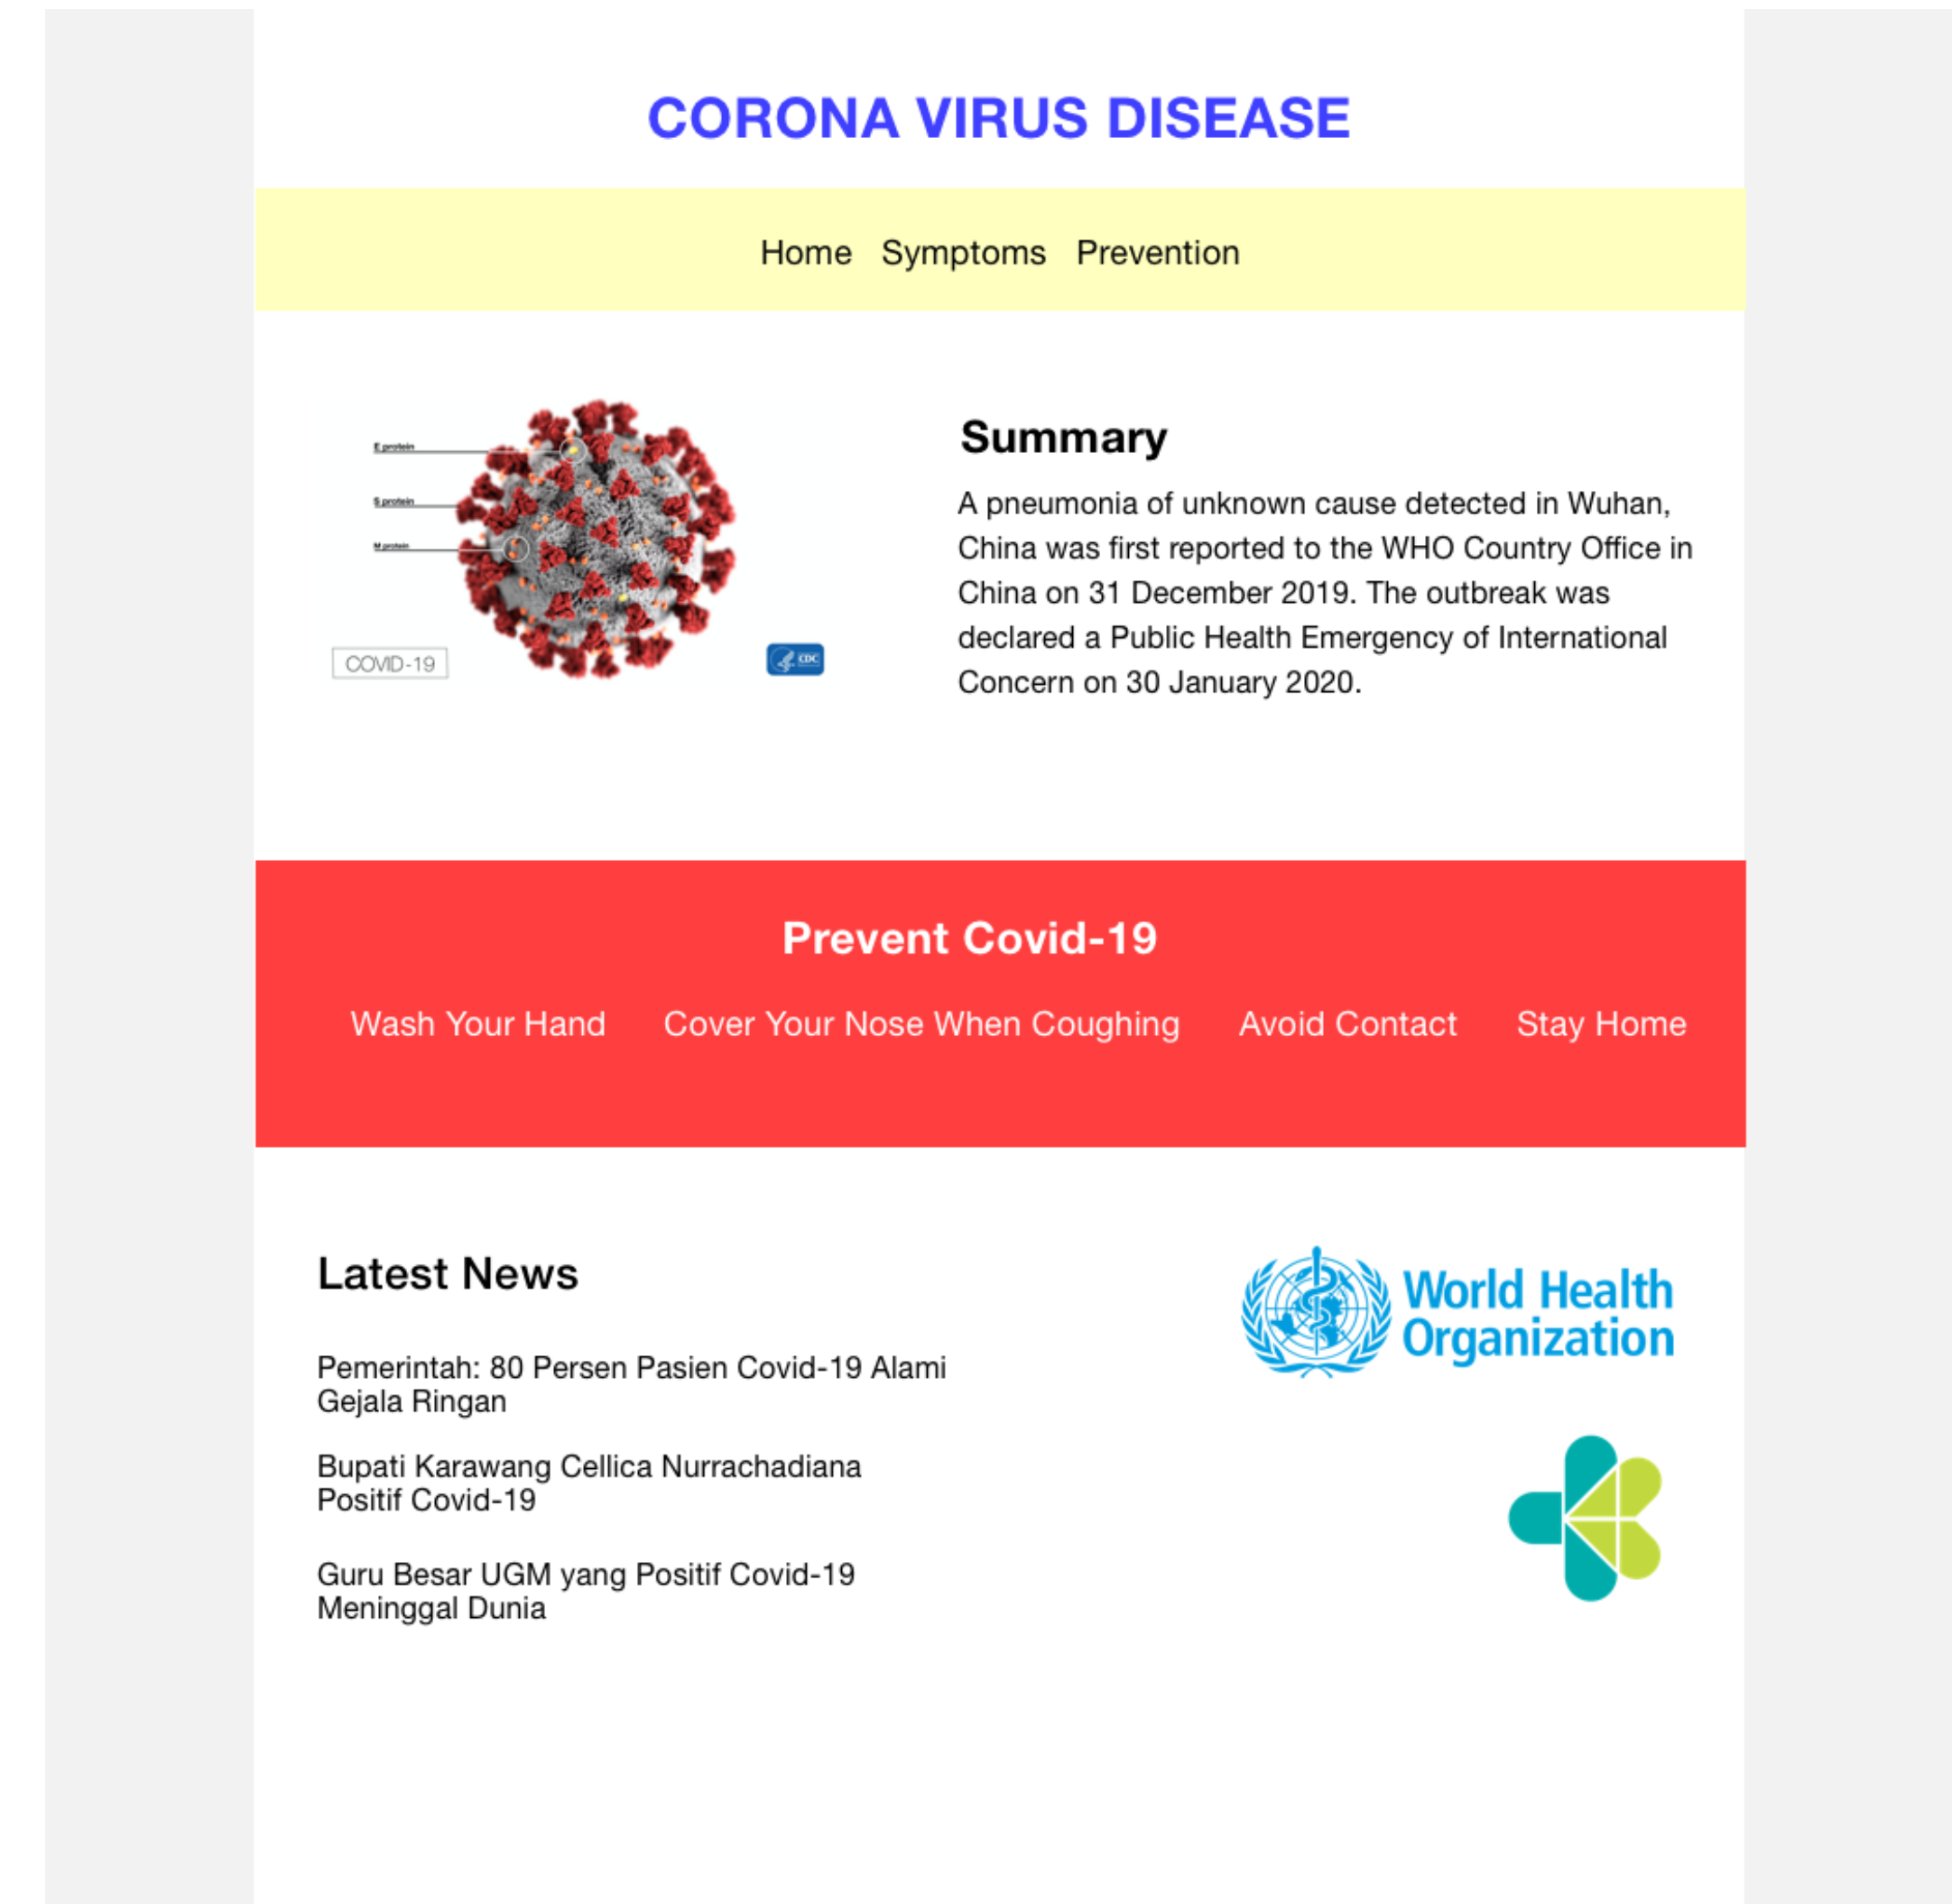 CORONA VIRUS DISEASE
Home Symptoms Prevention
E protein
S protein
M protein
COVID-19
CDC
Summary
A pneumonia of unknown cause detected in Wuhan,
China was first reported to the WHO Country Office in
China on 31 December 2019. The outbreak was
declared a Public Health Emergency of International
Concern on 30 January 2020.
Prevent Covid-19
Wash Your Hand Cover Your Nose When Coughing Avoid Contact Stay Home
Latest News
Pemerintah: 80 Persen Pasien Covid-19 Alami
Gejala Ringan
Bupati Karawang Cellica Nurrachadiana
Positif Covid-19
Guru Besar UGM yang Positif Covid-19
Meninggal Dunia
World Health
Organization